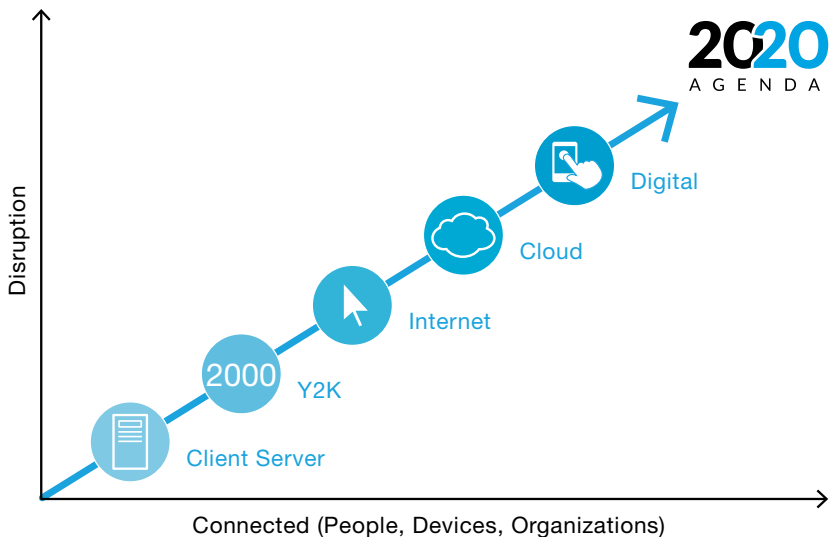 2020
AGENDA
Digital
Cloud
Internet
2000
Y2K
Client Server
Disruption
Connected (People, Devices, Organizations)